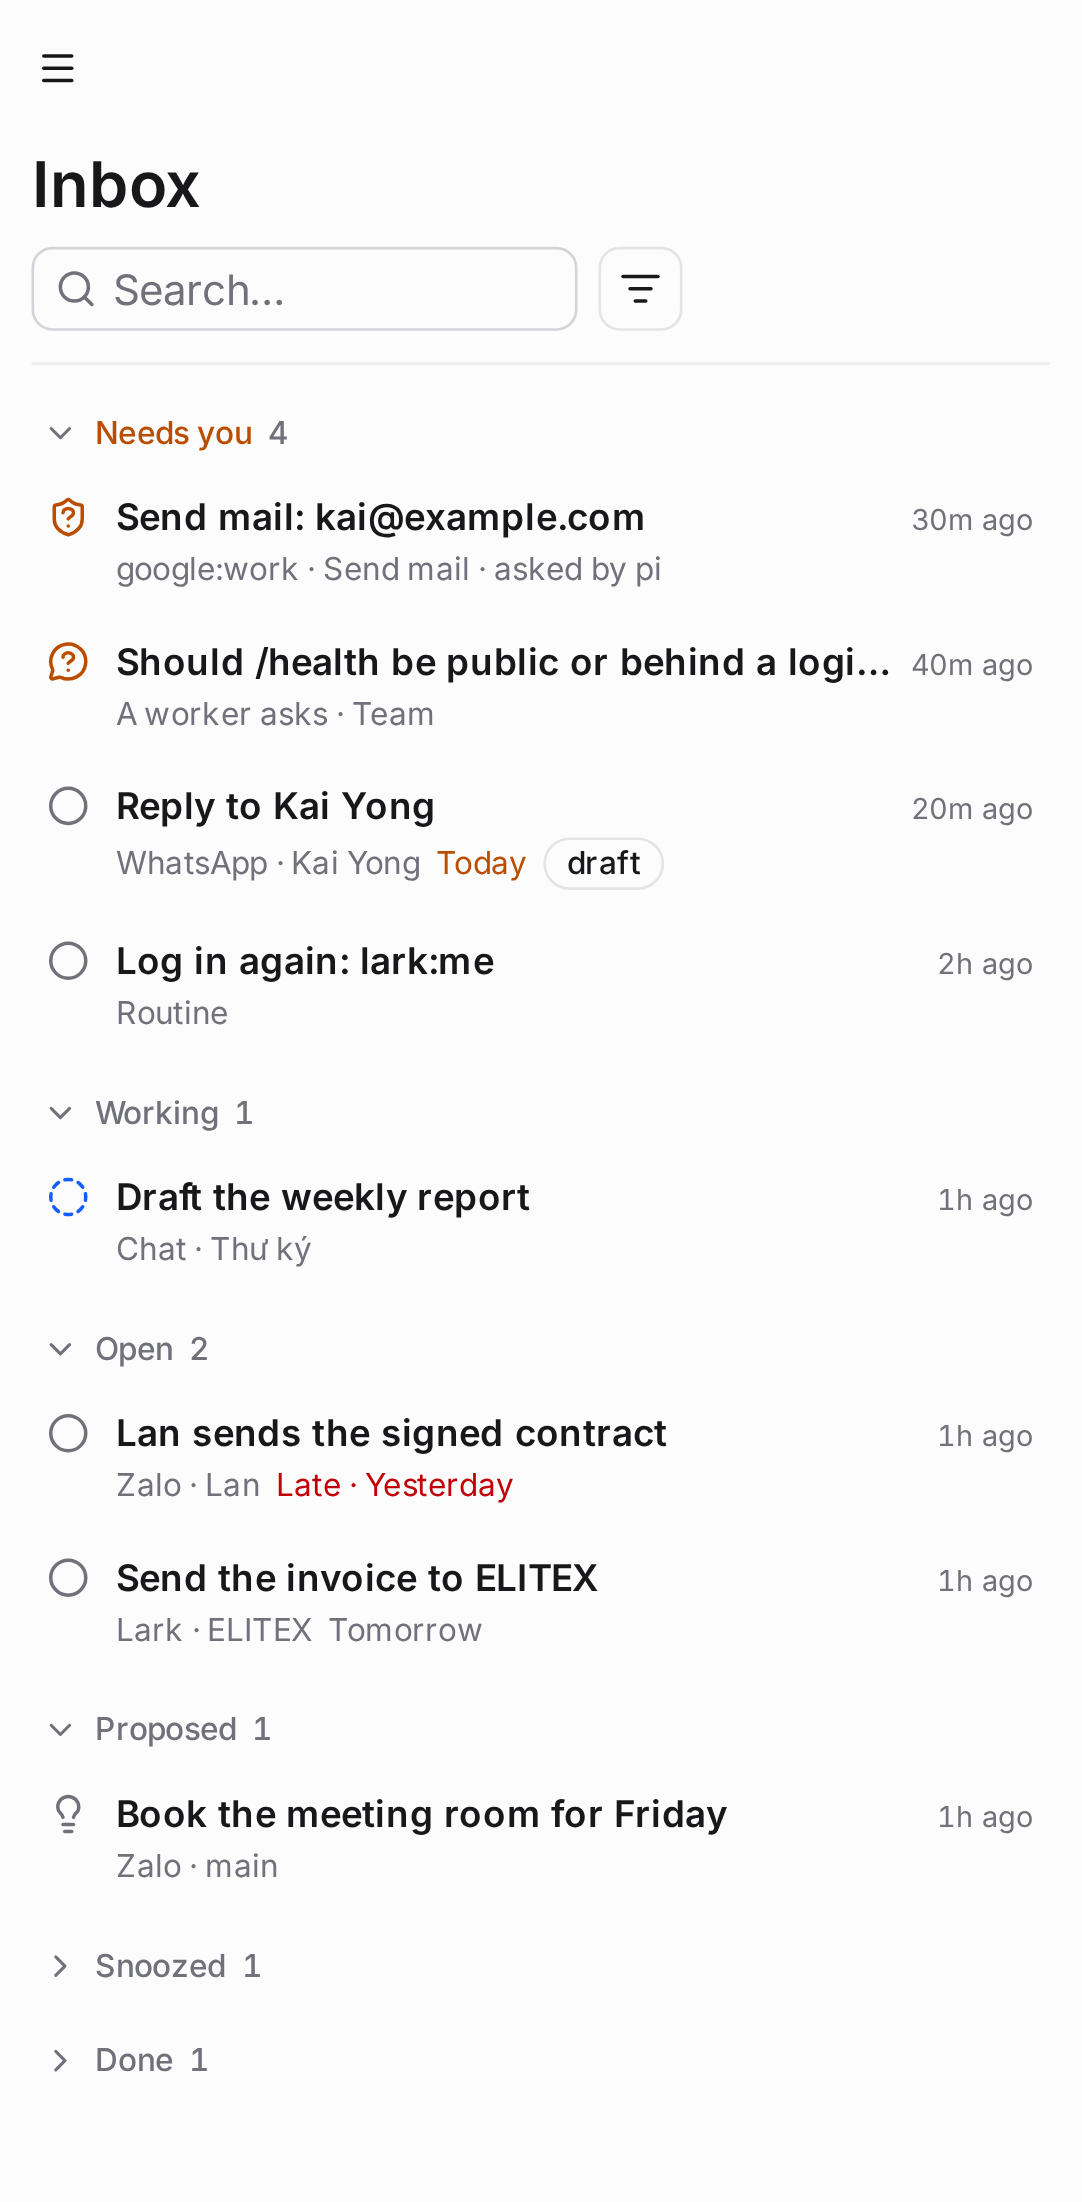 Inbox
Search...
Needs you 4
Send mail: kai@example.com 30m ago
google:work · Send mail · asked by pi
Should /health be public or behind a logi... 40m ago
A worker asks · Team
Reply to Kai Yong 20m ago
WhatsApp · Kai Yong Today draft
Log in again: lark:me 2h ago
Routine
Working 1
Draft the weekly report 1h ago
Chat · Thư ký
Open 2
Lan sends the signed contract 1h ago
Zalo · Lan Late · Yesterday
Send the invoice to ELITEX 1h ago
Lark · ELITEX Tomorrow
Proposed 1
Book the meeting room for Friday 1h ago
Zalo · main
Snoozed 1
Done 1